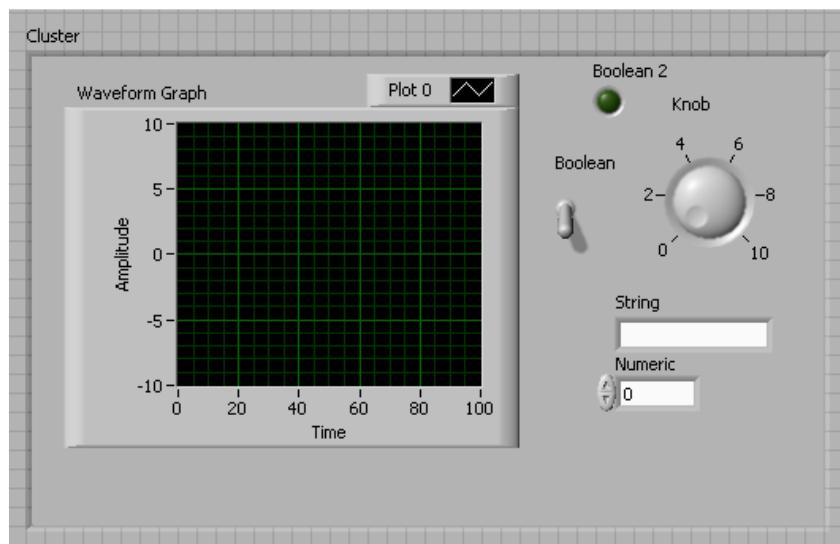 Cluster
Waveform Graph
Plot 0
10
5
0
-5
-10
Amplitude
0 20 40 60 80 100
Time
Boolean 2
Boolean
Knob
4 6
2 8
0 10
String
Numeric
0